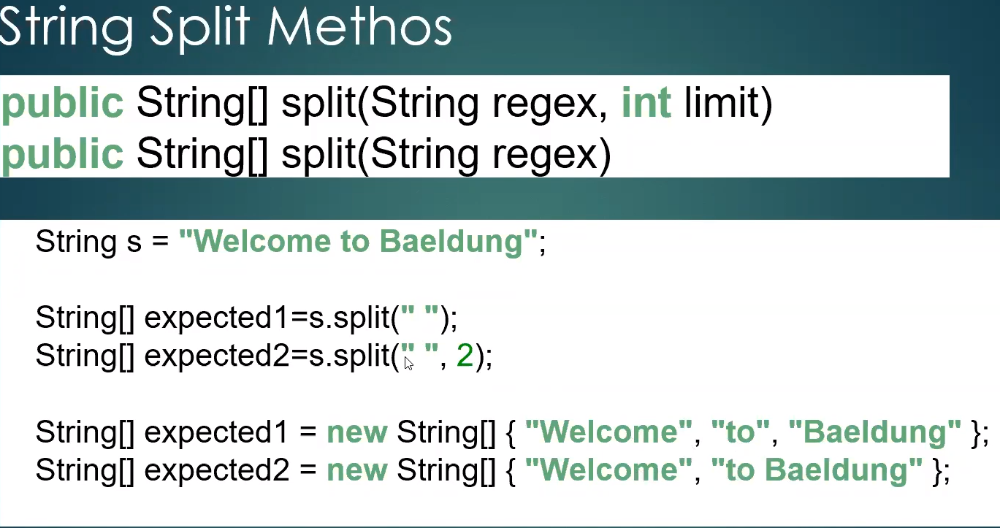 String Split Methos
public String[] split(String regex, int limit)
public String[] split(String regex)
String s = "Welcome to Baeldung";
String[] expected1=s.split(" ");
String[] expected2=s.split(" ", 2);
String[] expected1 = new String[] { "Welcome", "to", "Baeldung" };
String[] expected2 = new String[] { "Welcome", "to Baeldung" };